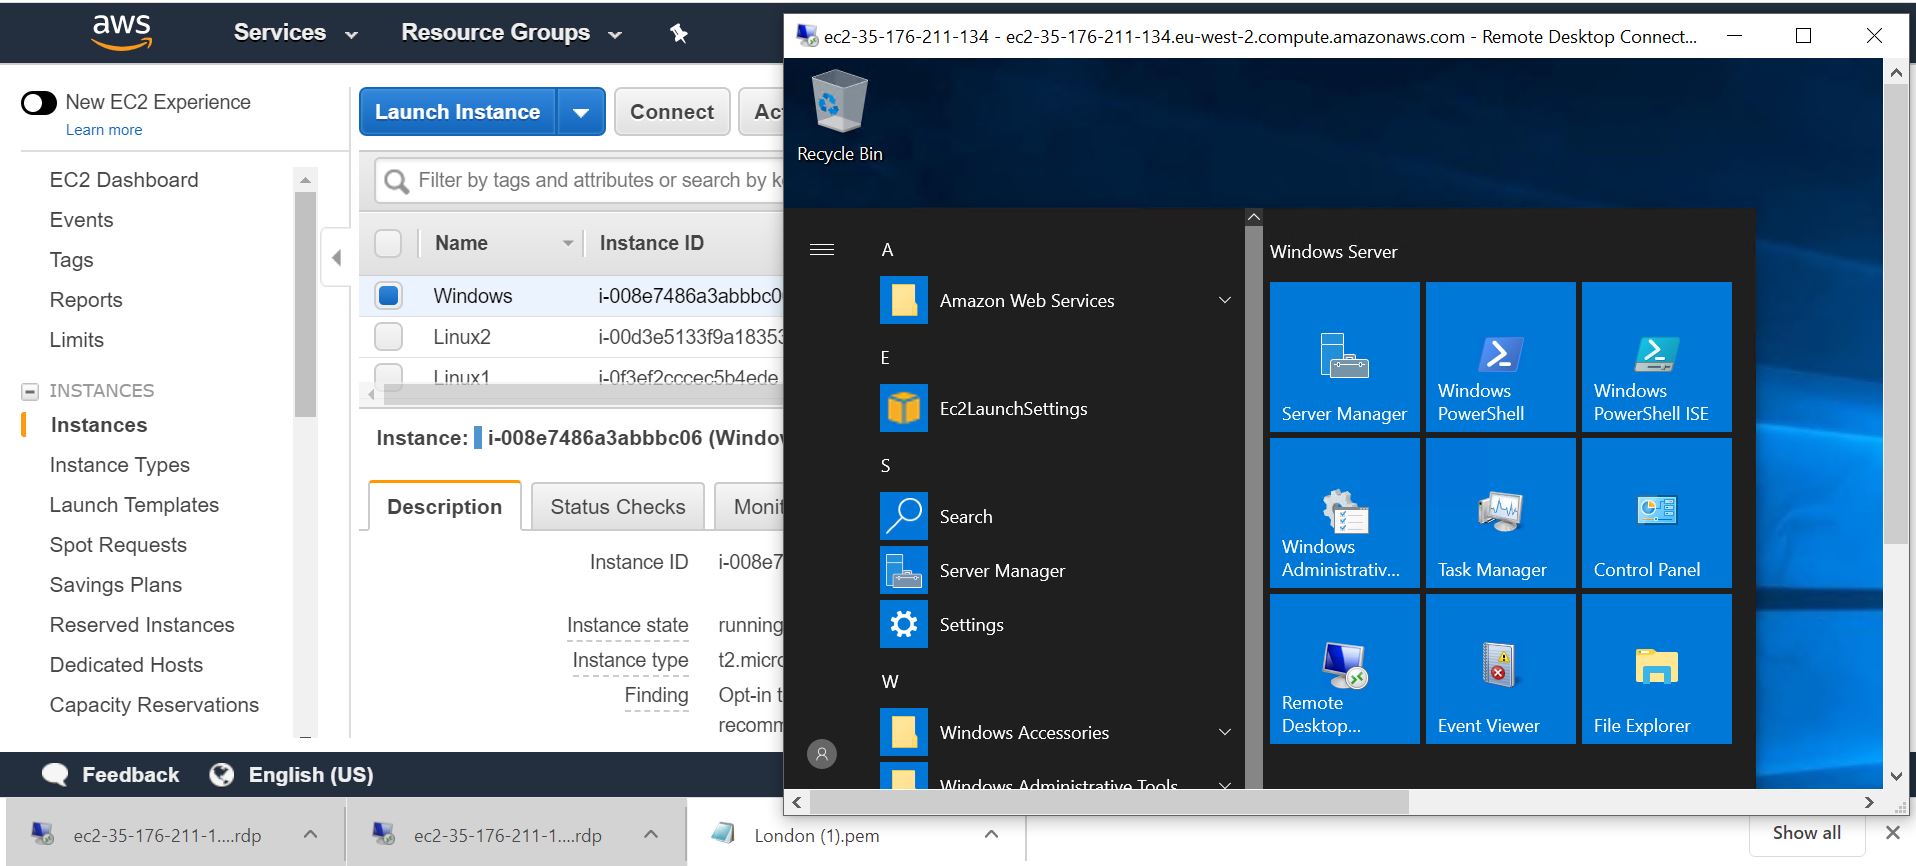 aws
Services
Resource Groups
New EC2 Experience
Learn more
EC2 Dashboard
Events
Tags
Reports
Limits
INSTANCES
Instances
Instance Types
Launch Templates
Spot Requests
Savings Plans
Reserved Instances
Dedicated Hosts
Capacity Reservations
Launch Instance
Connect
Filter by tags and attributes or search by
Name
Instance ID
Windows
i-008e7486a3abbbc0
Linux2
i-00d3e5133f9a18353
Linux1
i-0f3ef2cccec5b4ede
Instance: i-008e7486a3abbbc06 (Windo
Description
Status Checks
Monit
Instance ID
i-008e7
Instance state
running
Instance type
t2.micro
Finding
Opt-in t
recomm
ec2-35-176-211-134 - ec2-35-176-211-134.eu-west-2.compute.amazonaws.com - Remote Desktop Connect...
Recycle Bin
A
Amazon Web Services
E
Ec2LaunchSettings
S
Search
Server Manager
Settings
W
Windows Accessories
Windows Administrative Tools
Windows Server
Server Manager
Windows
PowerShell
Windows
PowerShell ISE
Windows
Administrativ...
Task Manager
Control Panel
Remote
Desktop...
Event Viewer
File Explorer
Feedback
English (US)
ec2-35-176-211-1....rdp
ec2-35-176-211-1....rdp
London (1).pem
Show all